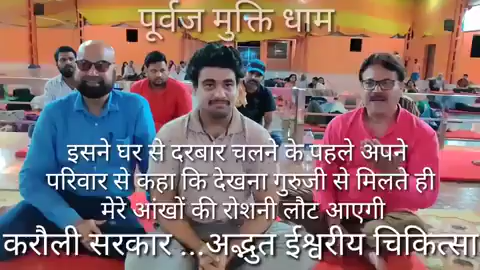 पूर्वज मुक्ति धाम
इसने घर से दरबार चलने के पहले अपने
परिवार से कहा कि देखना गुरुजी से मिलते ही
मेरे आंखों की रोशनी लौट आएगी
करौली सरकार ...अद्भुत ईश्वरीय चिकित्सा